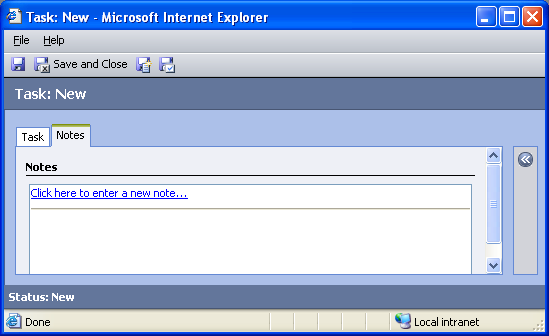 Task: New - Microsoft Internet Explorer
File Help
Save and Close
Task: New
Task Notes
Notes
Click here to enter a new note...
Status: New
Done Local intranet